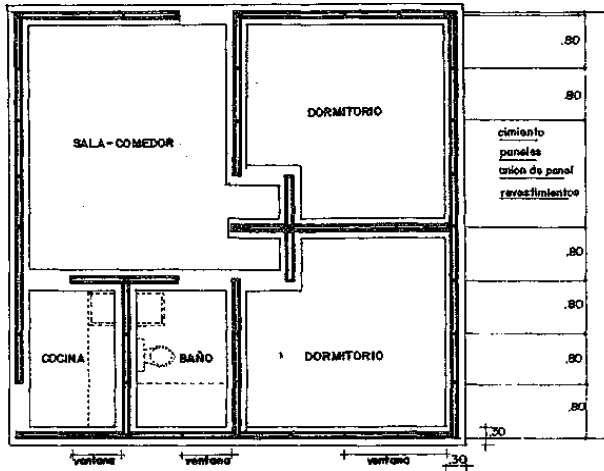 .80
.80
DORMITORIO
SALA-COMEDOR
cimiento
paneles
union de panel
revestimientos
.80
.80
COCINA
BAÑO
DORMITORIO
.80
.80
.30
ventana
ventana
ventana
.30